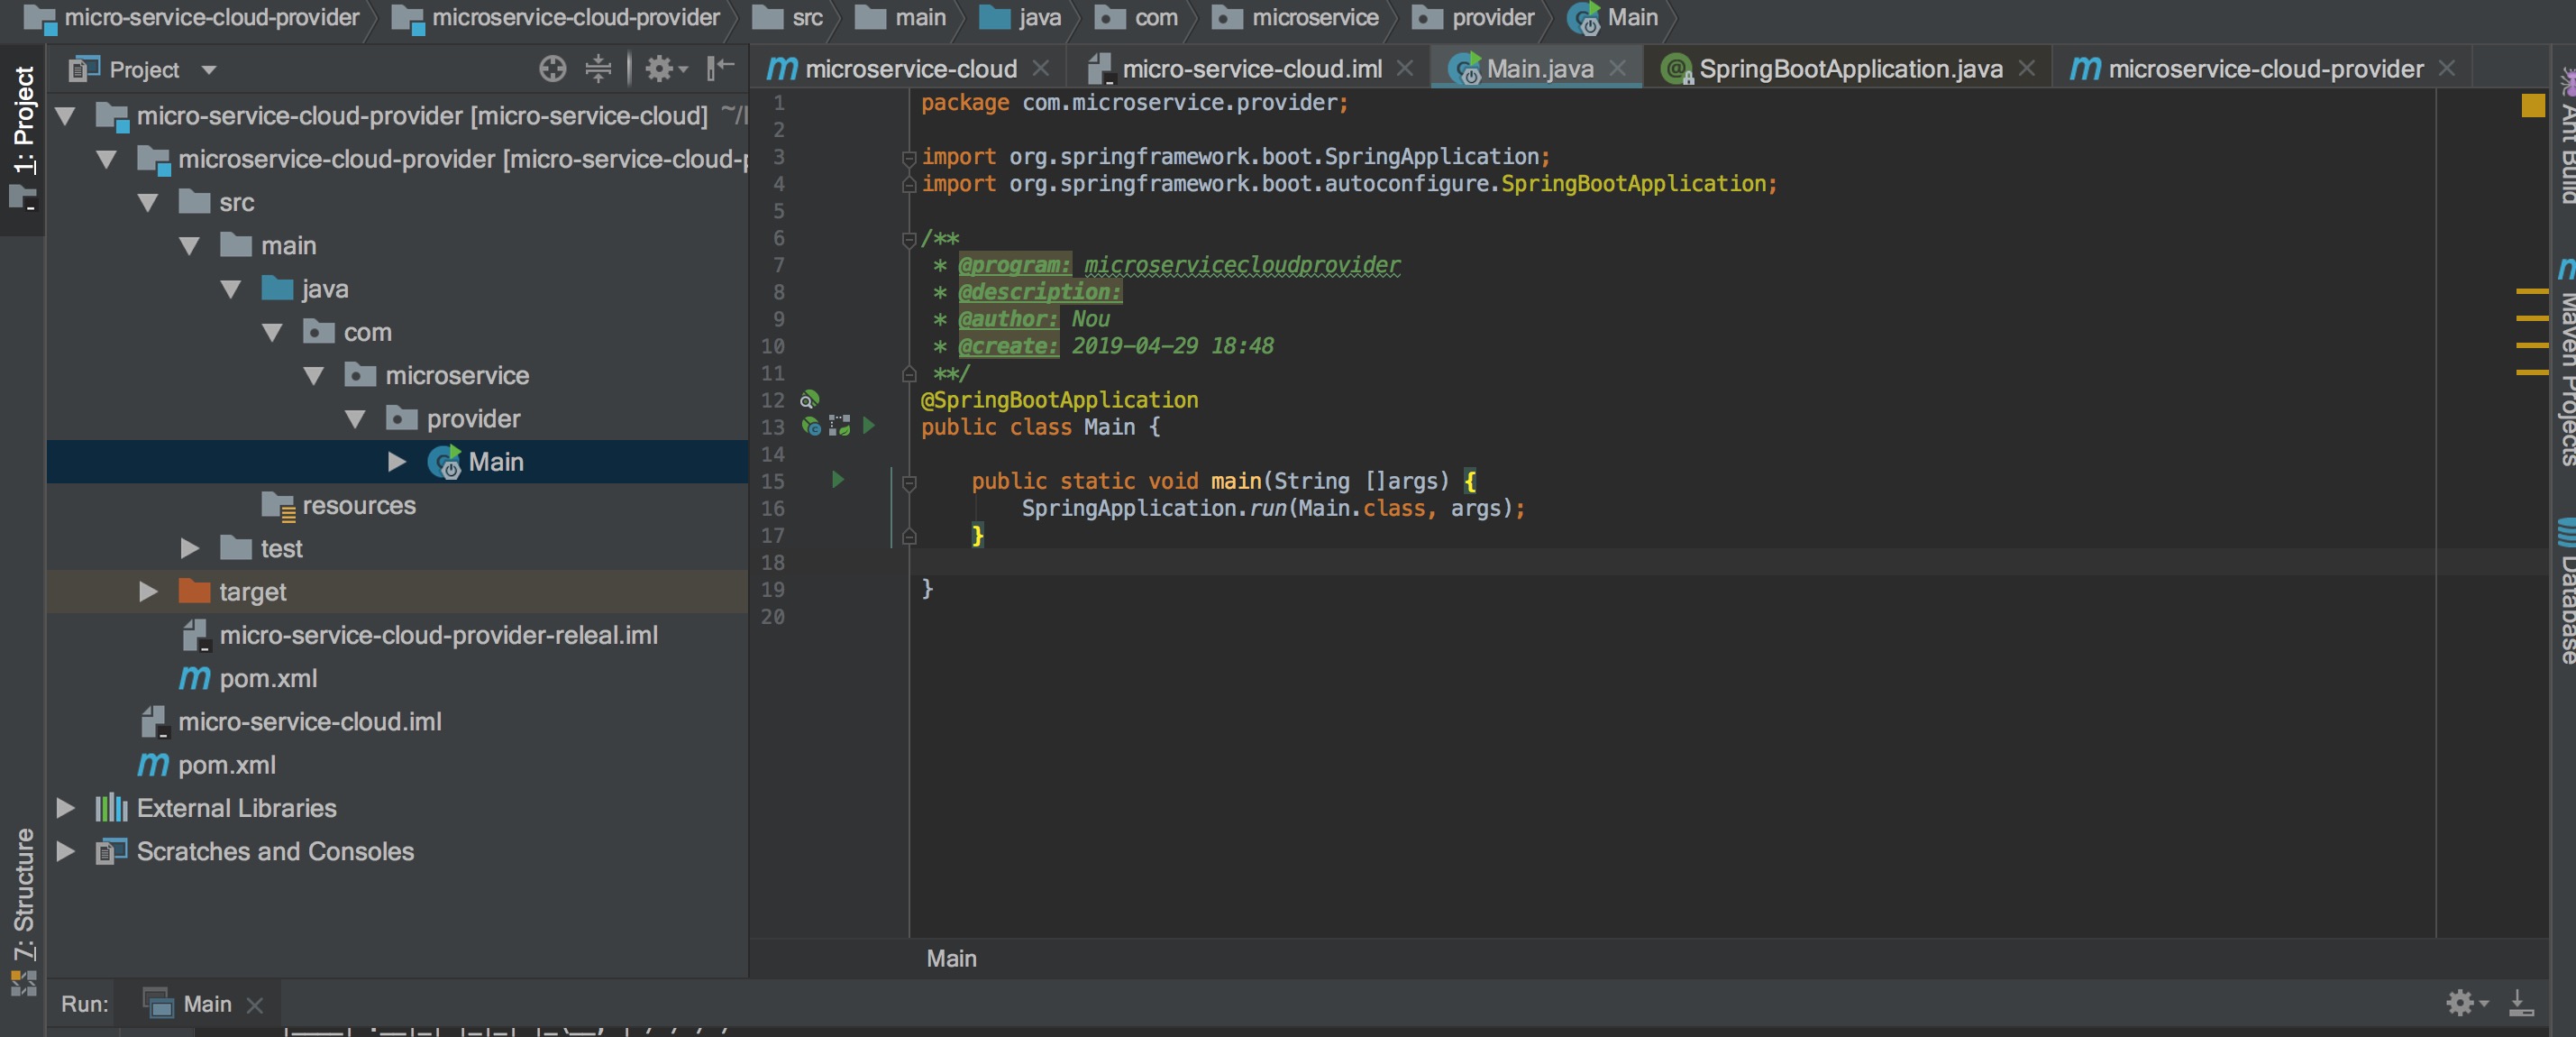 micro-service-cloud-provider microservice-cloud-provider src main java com microservice provider Main
1: Project
Project
microservice-cloud micro-service-cloud.iml Main.java SpringBootApplication.java microservice-cloud-provider
micro-service-cloud-provider [micro-service-cloud] ~/
microservice-cloud-provider [micro-service-cloud-p
src
main
java
com
microservice
provider
Main
resources
test
target
micro-service-cloud-provider-releal.iml
pom.xml
micro-service-cloud.iml
pom.xml
External Libraries
Scratches and Consoles
7: Structure
1 package com.microservice.provider;
2
3 import org.springframework.boot.SpringApplication;
4 import org.springframework.boot.autoconfigure.SpringBootApplication;
5
6 /**
7 * @program: microservicecloudprovider
8 * @description:
9 * @author: Nou
10 * @create: 2019-04-29 18:48
11 **/
12 @SpringBootApplication
13 public class Main {
14
15 public static void main(String []args) {
16 SpringApplication.run(Main.class, args);
17 }
18
19 }
20
Main
Ant Build
Maven Projects
Database
Run: Main